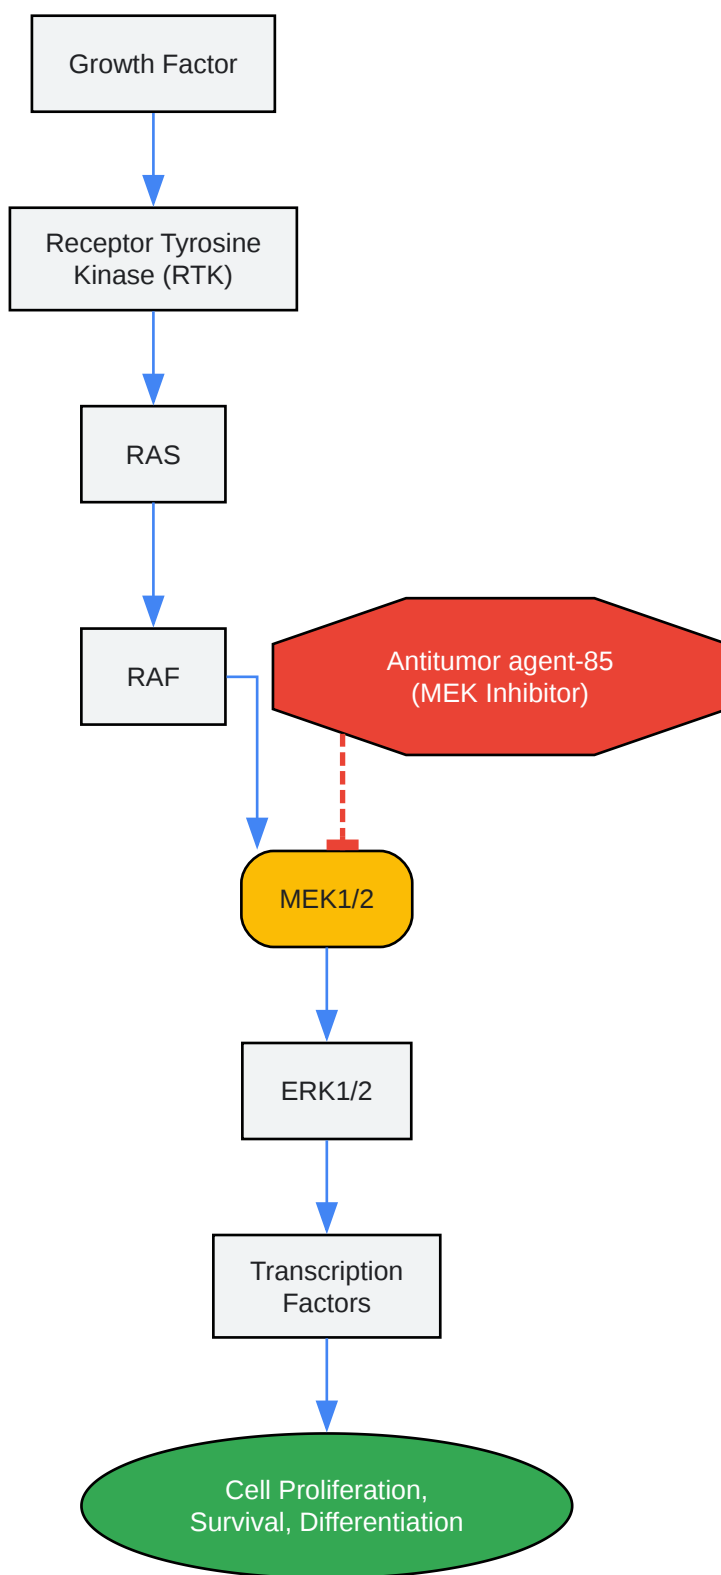 Growth Factor
Receptor Tyrosine
Kinase (RTK)
RAS
RAF
Antitumor agent-85
(MEK Inhibitor)
MEK1/2
ERK1/2
Transcription
Factors
Cell Proliferation,
Survival, Differentiation